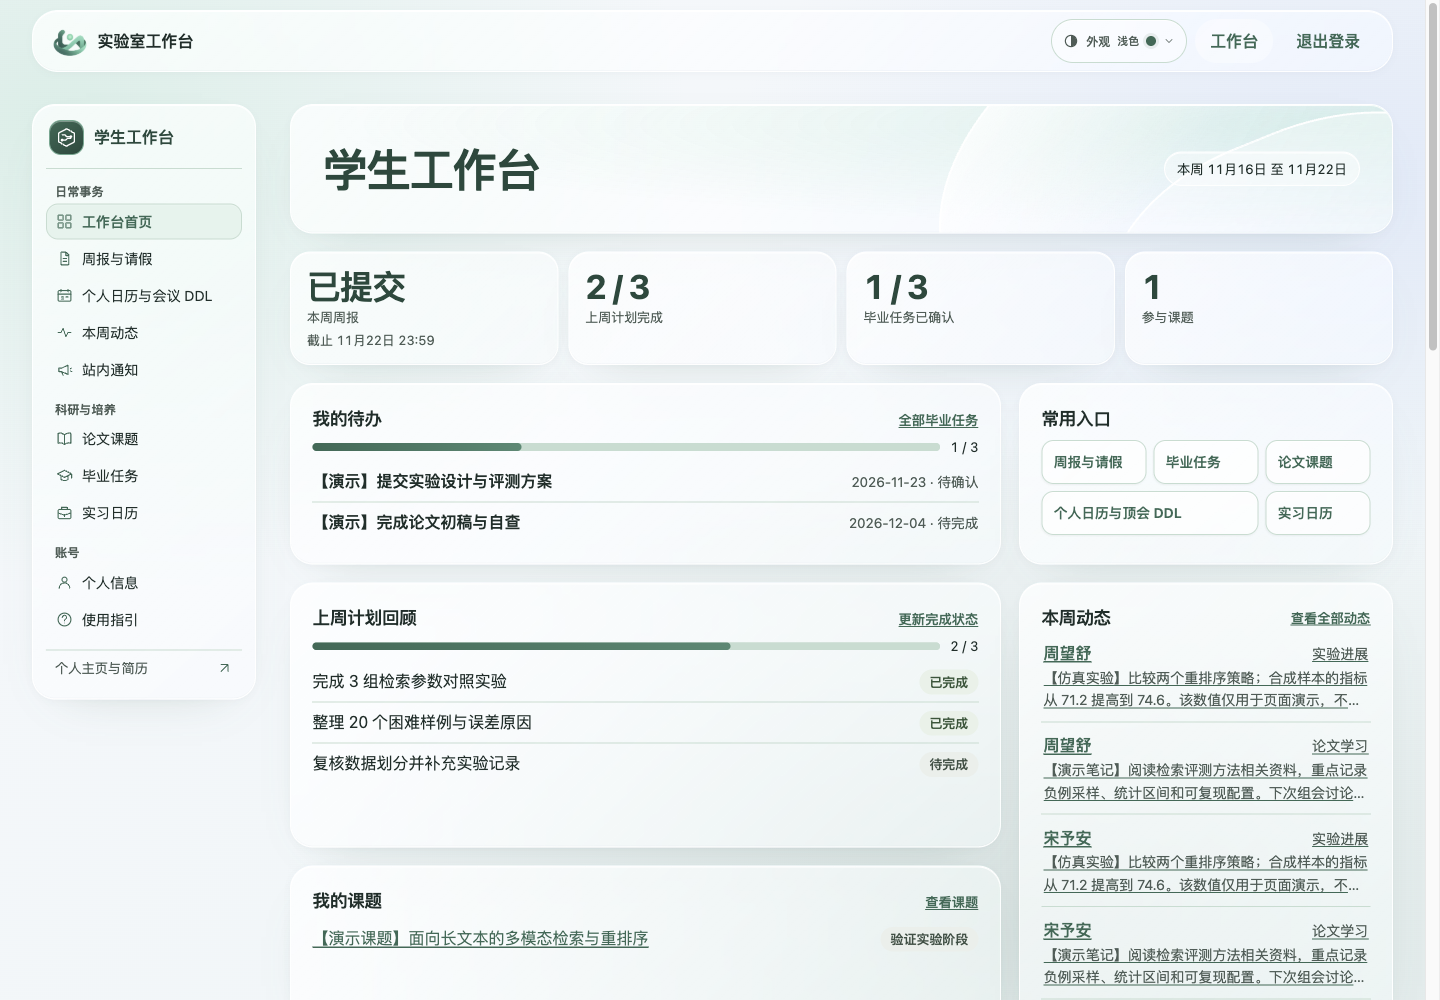 实验室工作台
外观 浅色
工作台
退出登录
学生工作台
日常事务
工作台首页
周报与请假
个人日历与会议 DDL
本周动态
站内通知
科研与培养
论文课题
毕业任务
实习日历
账号
个人信息
使用指引
个人主页与简历
学生工作台
本周 11月16日 至 11月22日
已提交
本周周报
截止 11月22日 23:59
2 / 3
上周计划完成
1 / 3
毕业任务已确认
1
参与课题
我的待办
全部毕业任务
1 / 3
【演示】提交实验设计与评测方案
2026-11-23 · 待确认
【演示】完成论文初稿与自查
2026-12-04 · 待完成
常用入口
周报与请假
毕业任务
论文课题
个人日历与顶会 DDL
实习日历
上周计划回顾
更新完成状态
2 / 3
完成 3 组检索参数对照实验
已完成
整理 20 个困难样例与误差原因
已完成
复核数据划分并补充实验记录
待完成
我的课题
查看课题
【演示课题】面向长文本的多模态检索与重排序
验证实验阶段
本周动态
查看全部动态
周望舒
实验进展
【仿真实验】比较两个重排序策略；合成样本的指标
从 71.2 提高到 74.6。该数值仅用于页面演示，不...
周望舒
论文学习
【演示笔记】阅读检索评测方法相关资料，重点记录
负例采样、统计区间和可复现配置。下次组会讨论...
宋予安
实验进展
【仿真实验】比较两个重排序策略；合成样本的指标
从 71.2 提高到 74.6。该数值仅用于页面演示，不...
宋予安
论文学习
【演示笔记】阅读检索评测方法相关资料，重点记录
负例采样、统计区间和可复现配置。下次组会讨论...